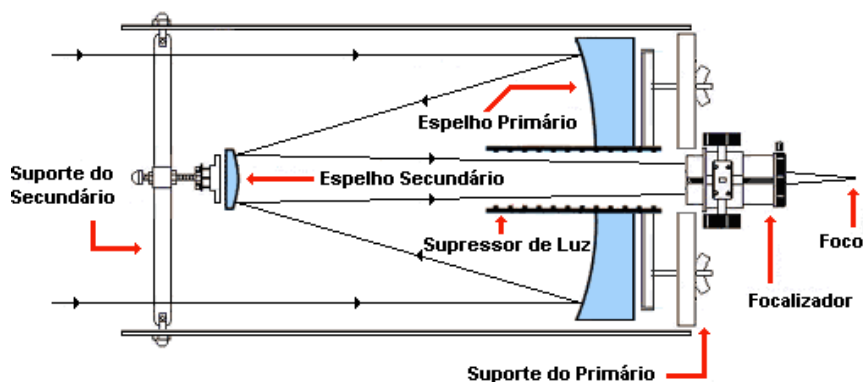 Espelho Primário
Suporte do
Secundário
Espelho Secundário
Supressor de Luz
Foco
Focalizador
Suporte do Primário